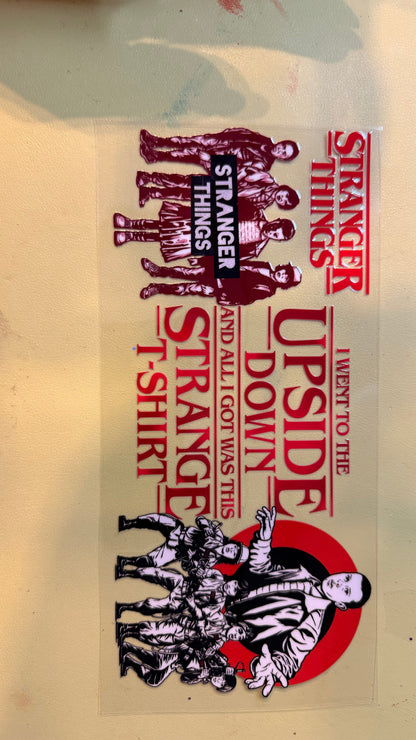 STRANGER
THINGS
STRANGER
THINGS
I WENT TO THE
UPSIDE
DOWN
AND ALL I GOT WAS THIS
STRANGE
T-SHIRT